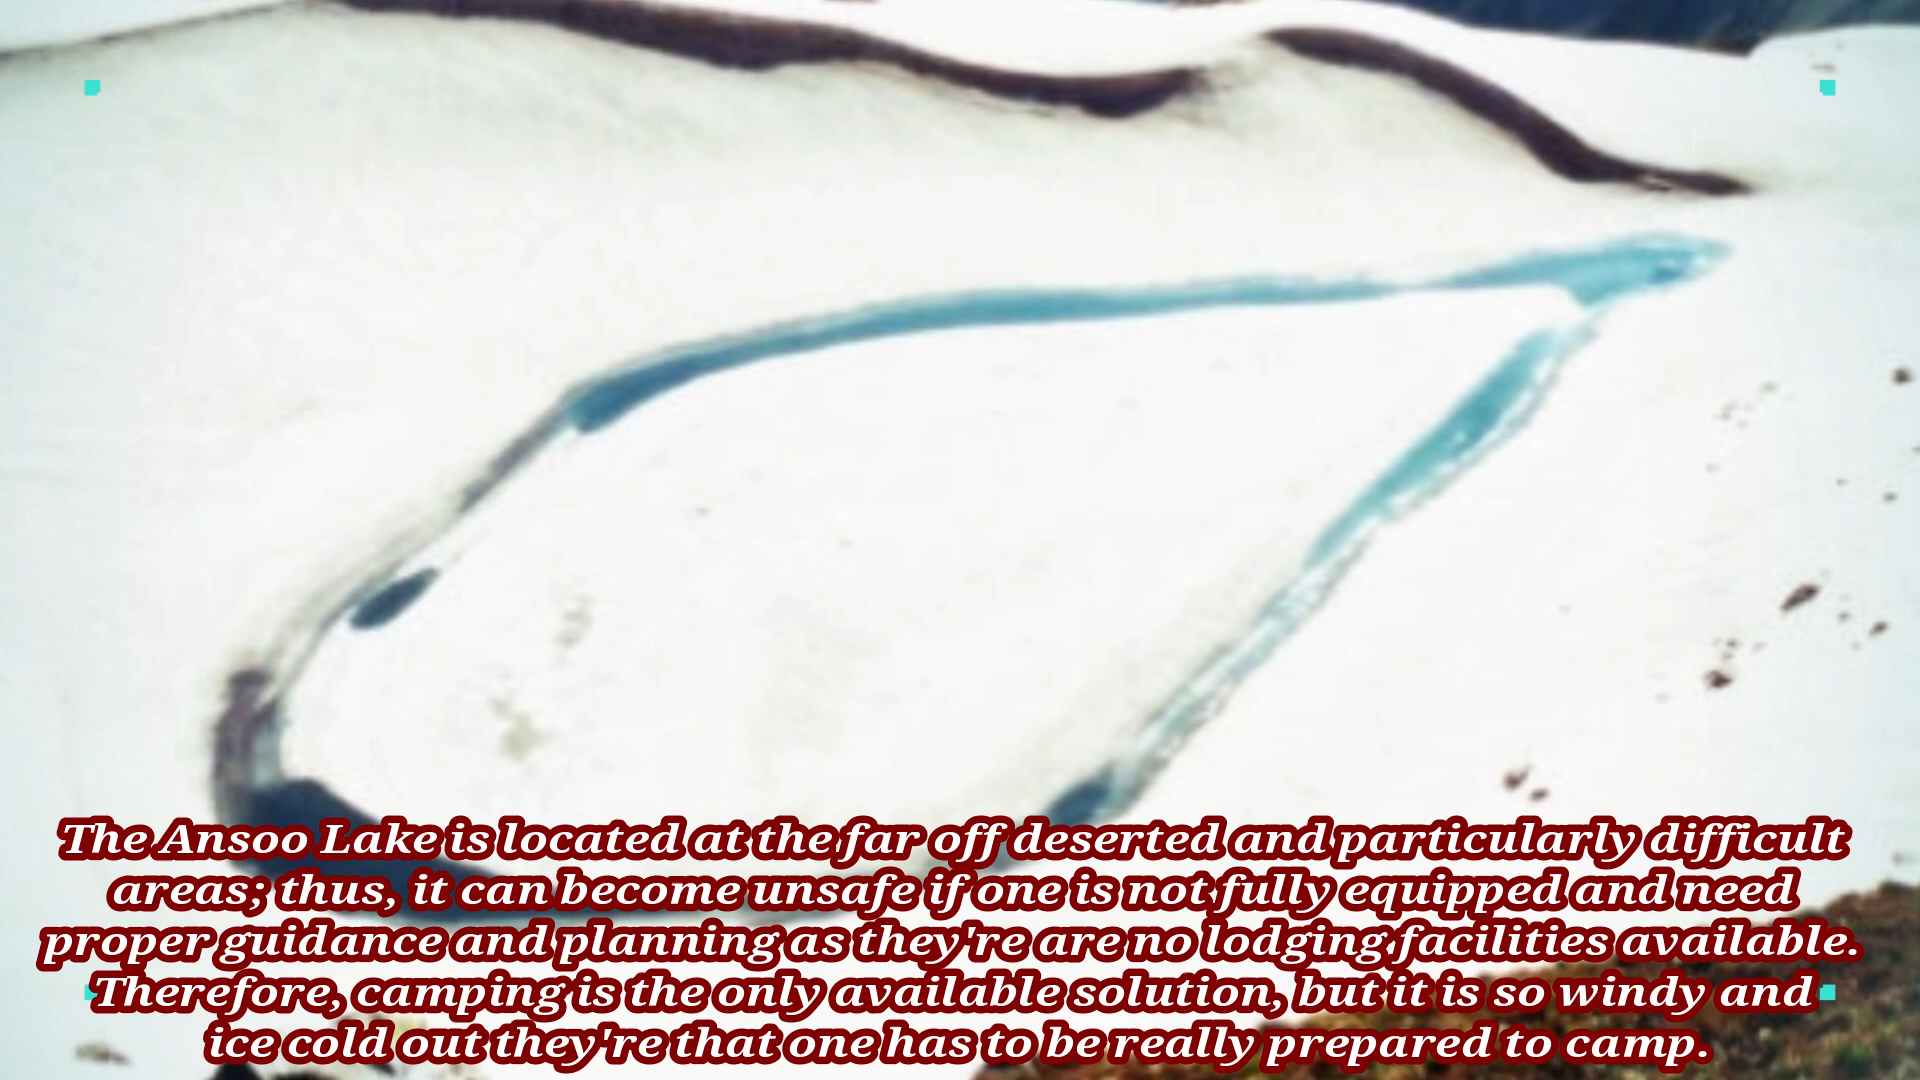 The Ansoo Lake is located at the far off deserted and particularly difficult
areas; thus, it can become unsafe if one is not fully equipped and need
proper guidance and planning as they're are no lodging facilities available.
Therefore, camping is the only available solution, but it is so windy and
ice cold out they're that one has to be really prepared to camp.